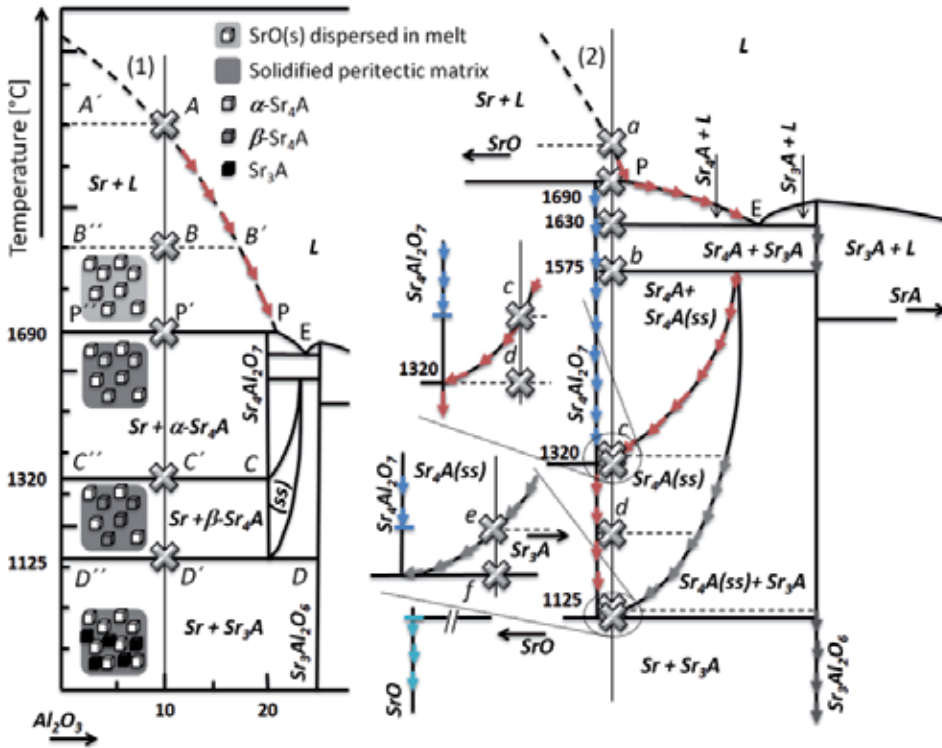 Temperature [°C]
(1)
SrO(s) dispersed in melt
Solidified peritectic matrix
α-Sr₄A
β-Sr₄A
Sr₃A
A´
A
Sr + L
B´´
B
B´
L
P´´
P´
P
E
1690
Sr₄Al₂O₇
Sr + α-Sr₄A
C´´
C´
C
1320
(ss)
Sr +β-Sr₄A
1125
D´´
D´
D
Sr + Sr₃A
Sr₃Al₂O₆
10
20
Al₂O₃
(2)
L
Sr + L
a
SrO
P
Sr₄A + L
Sr₃A + L
E
1690
1630
1575
b
Sr₄A + Sr₃A
Sr₃A + L
Sr₄A+
Sr₄A(ss)
SrA
Sr₄Al₂O₇
c
d
1320
Sr₄Al₂O₇
c
1320
Sr₄A(ss)
d
Sr₄Al₂O₇
Sr₄A(ss)
e
Sr₃A
f
Sr₄A(ss)+ Sr₃A
1125
SrO
Sr + Sr₃A
SrO
Sr₃Al₂O₆